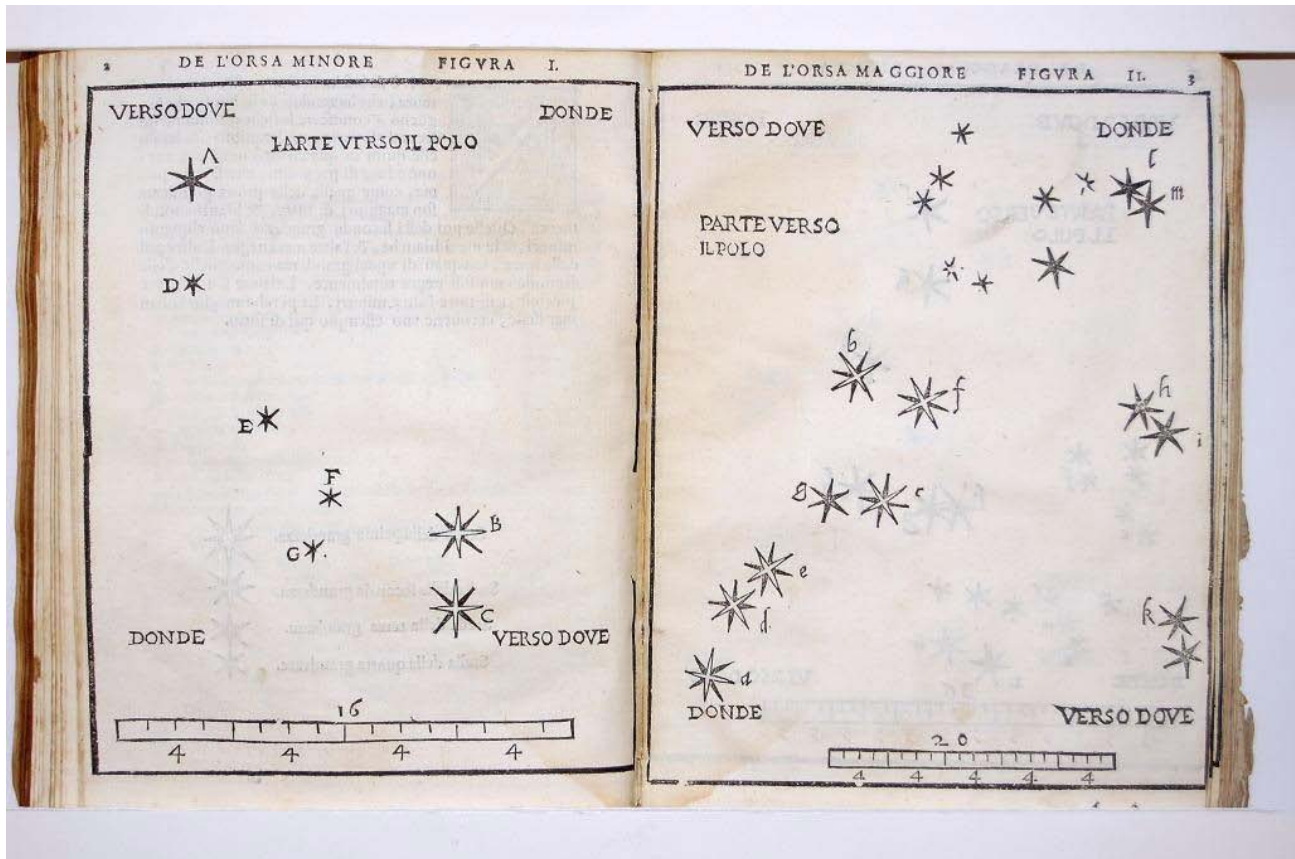 2 DE L'ORSA MINORE FIGVRA I.
VERSO DOVE DONDE
PARTE VERSO IL POLO
A
D
E
F
B
G
C
DONDE VERSO DOVE
16
4 4 4 4
DE L'ORSA MAGGIORE FIGVRA II. 3
VERSO DOVE DONDE
l
m
PARTE VERSO
IL POLO
b
f
h
i
g c
e
d
k
a
DONDE
VERSO DOVE
20
4 4 4 4 4